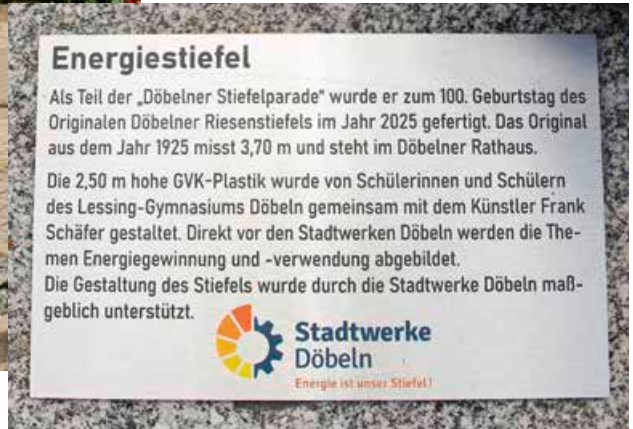 Energiestiefel
Als Teil der „Döbelner Stiefelparade“ wurde er zum 100. Geburtstag des
Originalen Döbelner Riesenstiefels im Jahr 2025 gefertigt. Das Original
aus dem Jahr 1925 misst 3,70 m und steht im Döbelner Rathaus.
Die 2,50 m hohe GVK-Plastik wurde von Schülerinnen und Schülern
des Lessing-Gymnasiums Döbeln gemeinsam mit dem Künstler Frank
Schäfer gestaltet. Direkt vor den Stadtwerken Döbeln werden die The-
men Energiegewinnung und -verwendung abgebildet.
Die Gestaltung des Stiefels wurde durch die Stadtwerke Döbeln maß-
geblich unterstützt.
Stadtwerke
Döbeln
Energie ist unser Stiefel!